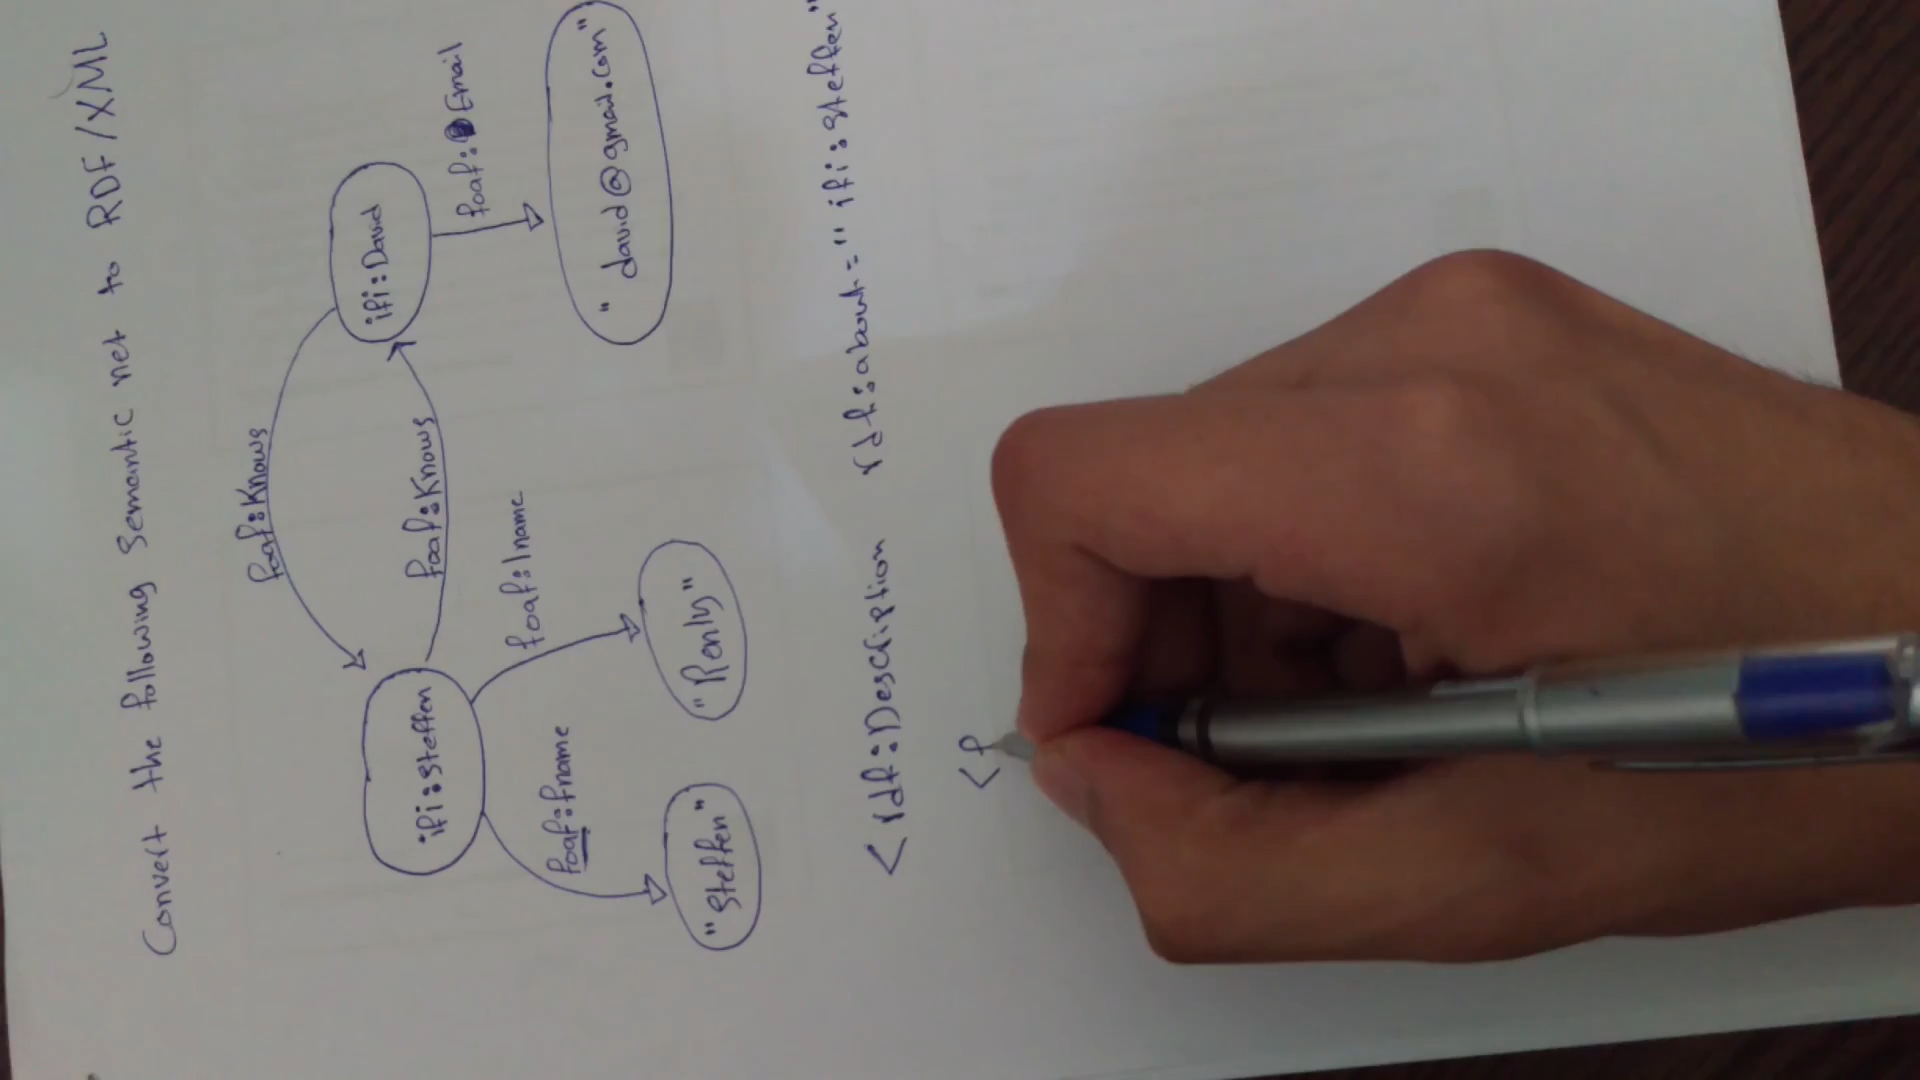 Convert the following Semantic net to RDF/XML
foaf:Knows
ifi:Steffen
foaf:Knows
ifi:David
foaf:fname
foaf:lname
foaf:Email
"Steffen"
"Renly"
"david@gmail.com"
<rdf:Description rdf:about="ifi:Steffen"
<f